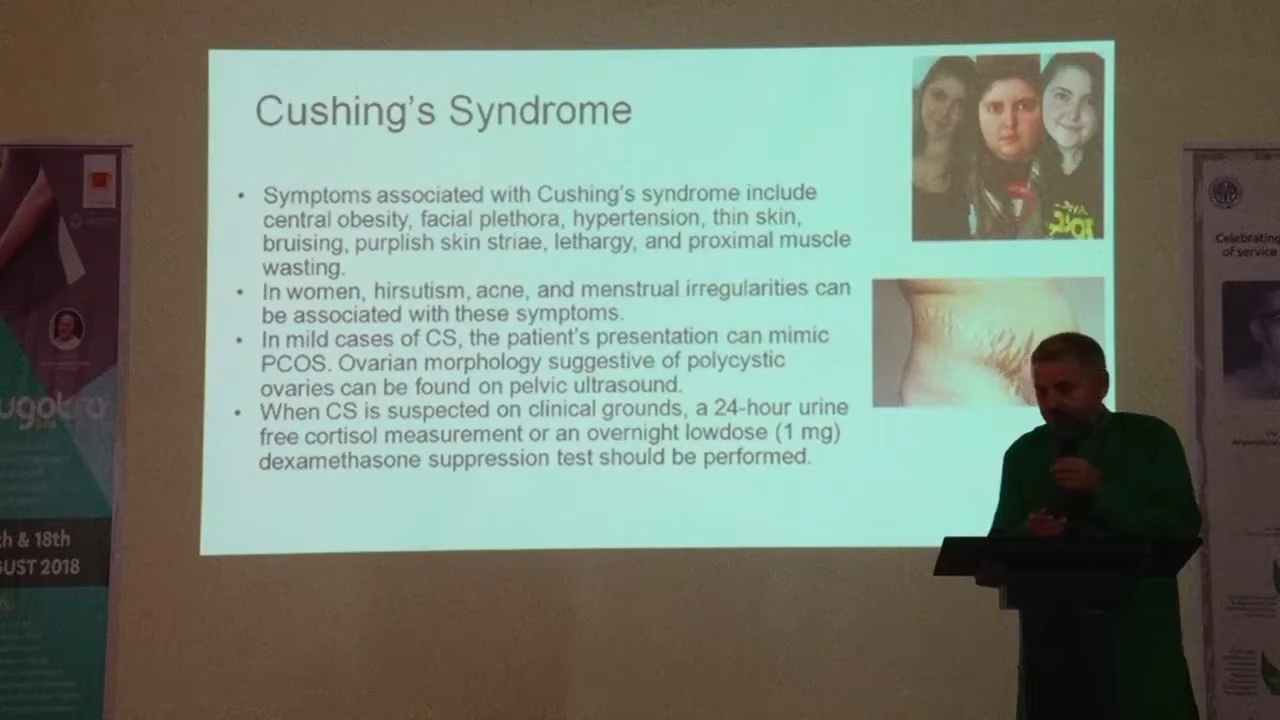 Cushing's Syndrome
• Symptoms associated with Cushing's syndrome include
central obesity, facial plethora, hypertension, thin skin,
bruising, purplish skin striae, lethargy, and proximal muscle
wasting.
• In women, hirsutism, acne, and menstrual irregularities can
be associated with these symptoms.
• In mild cases of CS, the patient's presentation can mimic
PCOS. Ovarian morphology suggestive of polycystic
ovaries can be found on pelvic ultrasound.
• When CS is suspected on clinical grounds, a 24-hour urine
free cortisol measurement or an overnight lowdose (1 mg)
dexamethasone suppression test should be performed.
th & 18th
GUST 2018
Celebrating
of service